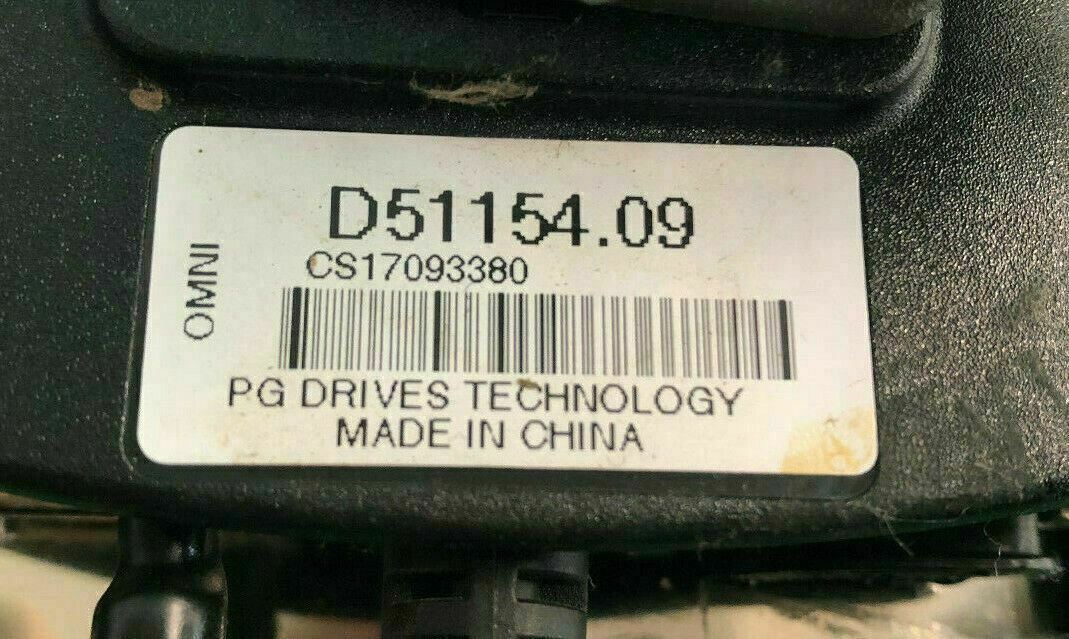 D51154.09
CS17093380
OMNI
PG DRIVES TECHNOLOGY
MADE IN CHINA